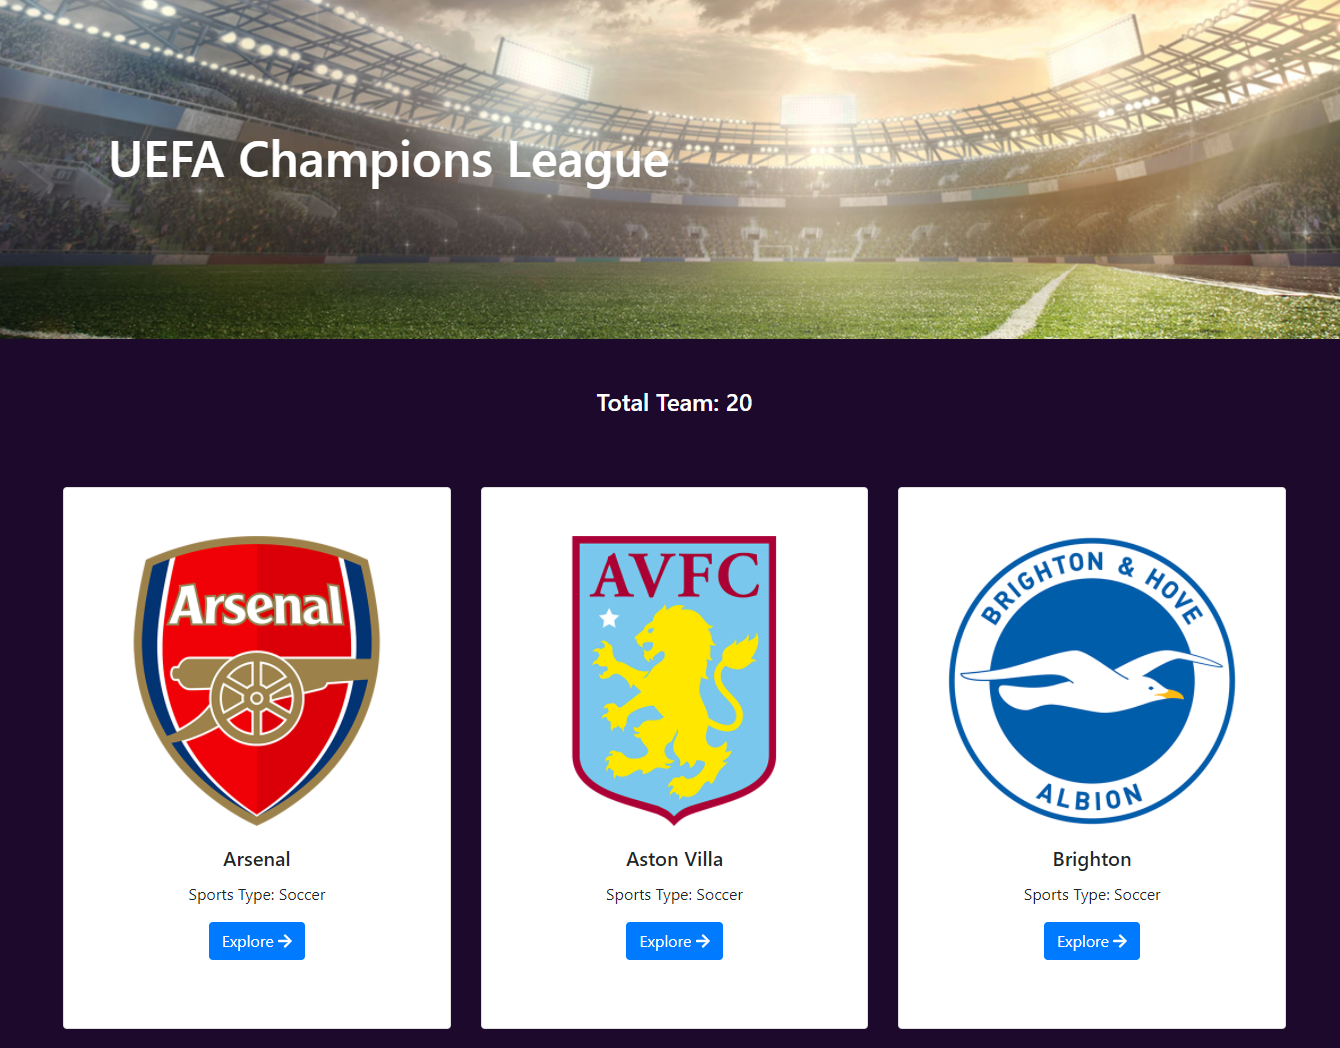 UEFA Champions League
Total Team: 20
Arsenal
AVFC
BRIGHTON & HOVE
ALBION
Arsenal
Aston Villa
Brighton
Sports Type: Soccer
Sports Type: Soccer
Sports Type: Soccer
Explore →
Explore →
Explore →